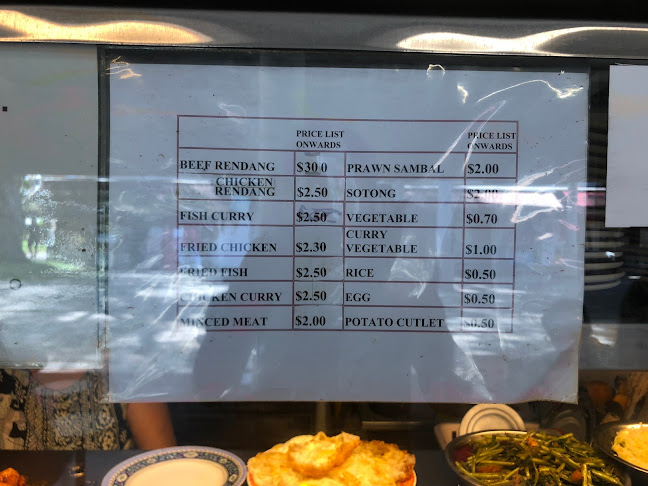 PRICE LIST ONWARDS PRICE LIST ONWARDS
BEEF RENDANG $30 0 PRAWN SAMBAL $2.00
CHICKEN RENDANG $2.50 SOTONG
FISH CURRY $2.50 VEGETABLE $0.70
FRIED CHICKEN $2.30 CURRY VEGETABLE $1.00
FRIED FISH $2.50 RICE $0.50
CHICKEN CURRY $2.50 EGG $0.50
MINCED MEAT $2.00 POTATO CUTLET $0.50